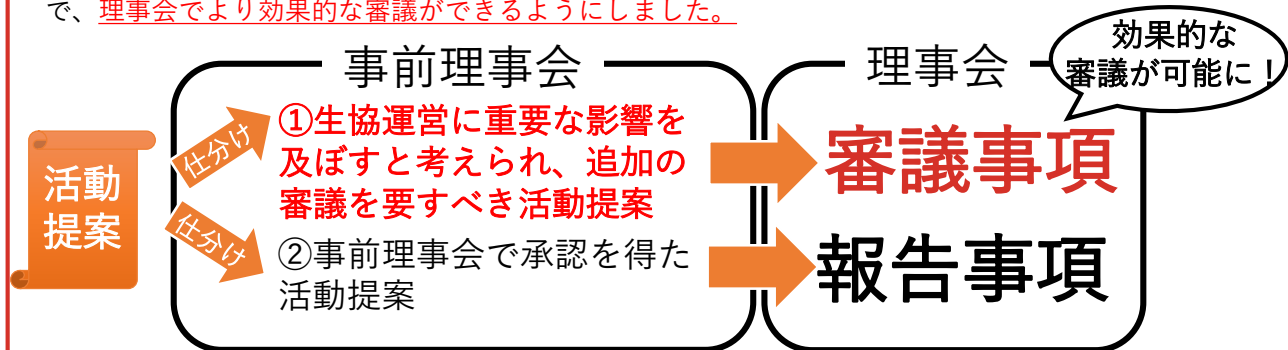 で、理事会でより効果的な審議ができるようにしました。
事前理事会
理事会
効果的な
審議が可能に！
活動
提案
仕分け
①生協運営に重要な影響を
及ぼすと考えられ、追加の
審議を要すべき活動提案
審議事項
仕分け
②事前理事会で承認を得た
活動提案
報告事項